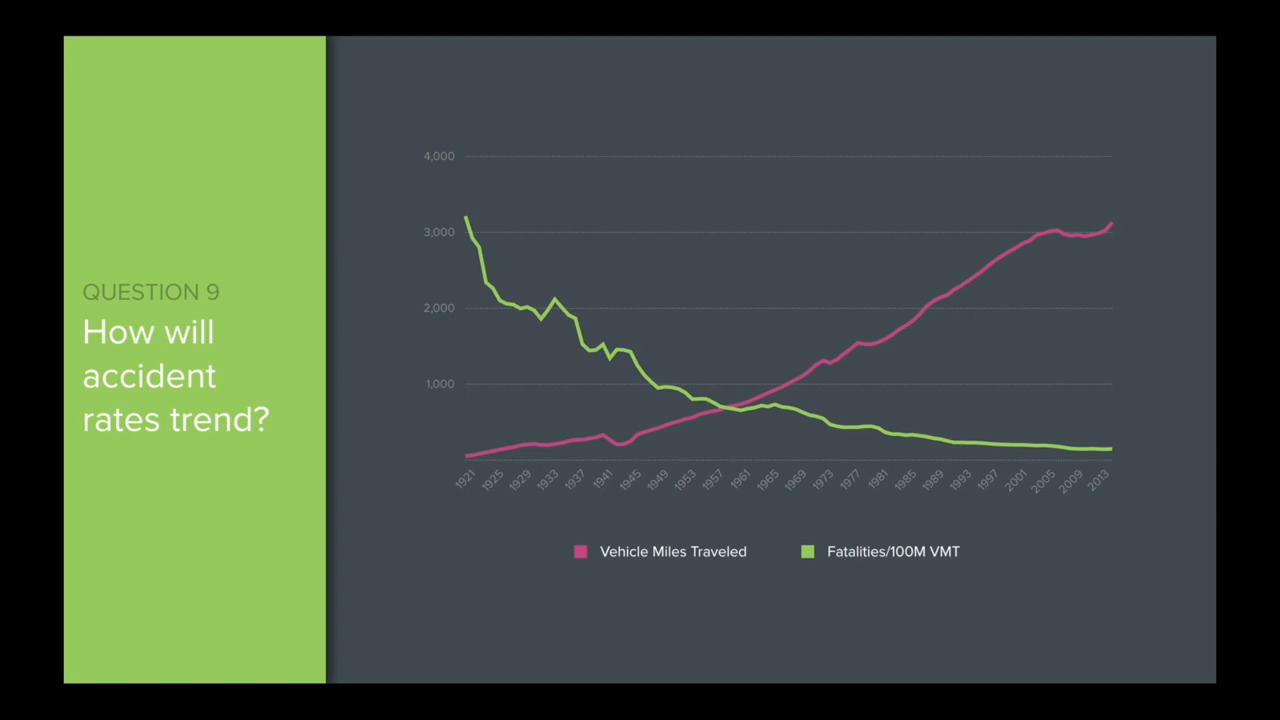 QUESTION 9
How will
accident
rates trend?
4,000
3,000
2,000
1,000
1921 1925 1929 1933 1937 1941 1945 1949 1953 1957 1961 1965 1969 1973 1977 1981 1985 1989 1993 1997 2001 2005 2009 2013
Vehicle Miles Traveled Fatalities/100M VMT